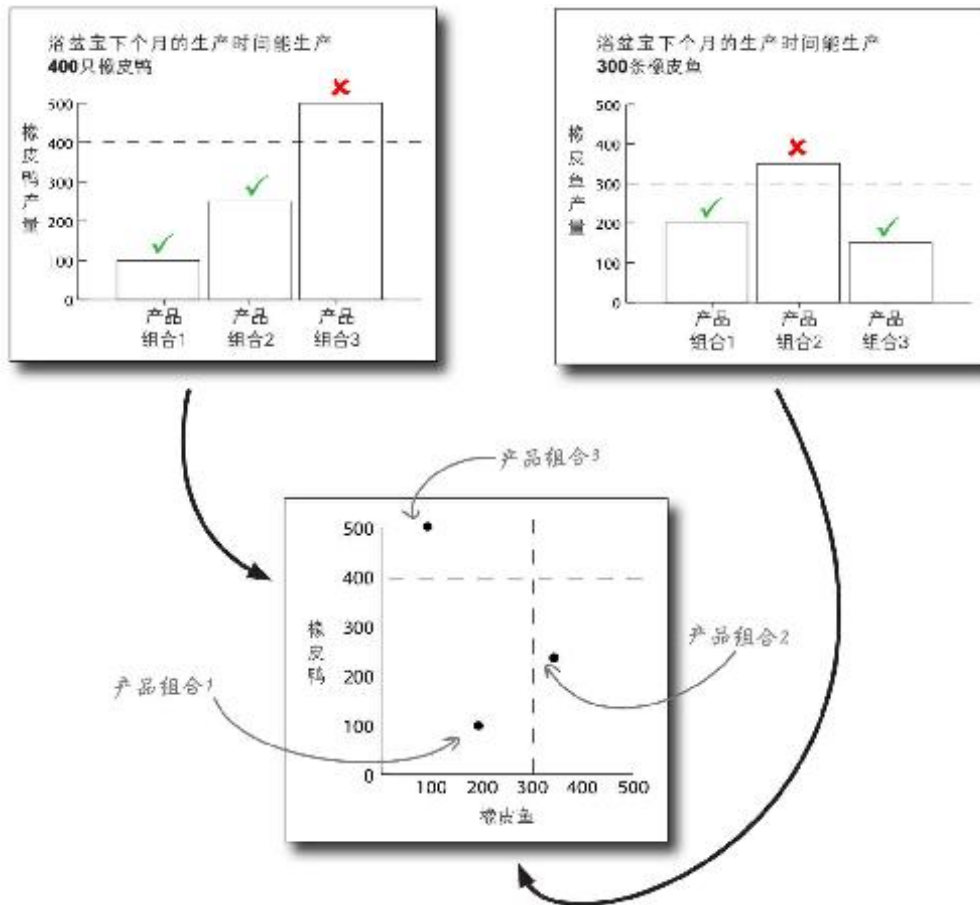 浴盆宝下个月的生产时间能生产
400只橡皮鸭
橡皮鸭产量
500
400
300
200
100
0
产品
组合1
产品
组合2
产品
组合3
浴盆宝下个月的生产时间能生产
300条橡皮鱼
橡皮鱼产量
500
400
300
200
100
0
产品
组合1
产品
组合2
产品
组合3
产品组合3
500
400
300
200
100
0
橡皮鸭
产品组合2
产品组合1
100 200 300 400 500
橡皮鱼